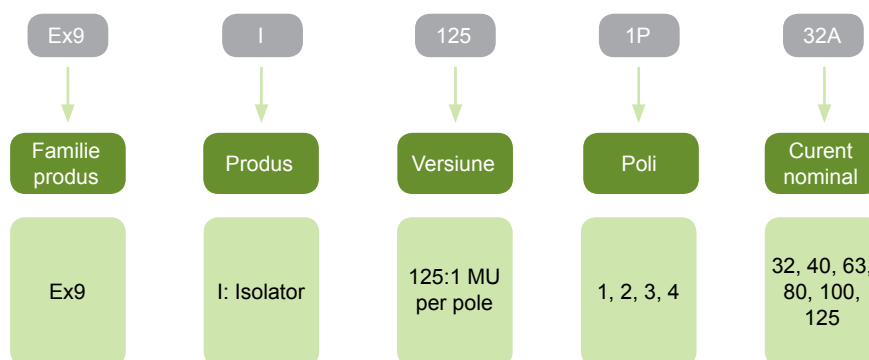 Ex9
I
125
1P
32A
Familie
produs
Produs
Versiune
Poli
Curent
nominal
Ex9
I: Isolator
125:1 MU
per pole
1, 2, 3, 4
32, 40, 63,
80, 100,
125